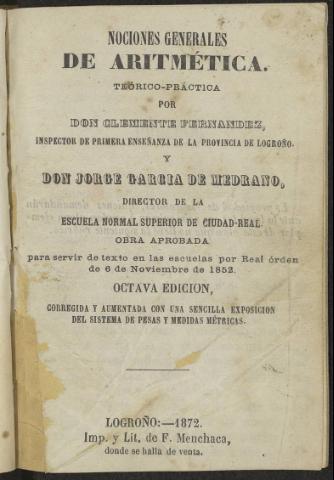 NOCIONES GENERALES
DE ARITMÉTICA.
TEÓRICO-PRÁCTICA
POR
DON CLEMENTE FERNANDEZ,
INSPECTOR DE PRIMERA ENSEÑANZA DE LA PROVINCIA DE LOGROÑO.
Y
DON JORGE GARCIA DE MEDRANO,
DIRECTOR DE LA
ESCUELA NORMAL SUPERIOR DE CIUDAD-REAL.
OBRA APROBADA
para servir de texto en las escuelas por Real órden
de 6 de Noviembre de 1852.
OCTAVA EDICION,
CORREGIDA Y AUMENTADA CON UNA SENCILLA EXPOSICION
DEL SISTEMA DE PESAS Y MEDIDAS MÉTRICAS.
LOGROÑO:—1872.
Imp. y Lit. de F. Menchaca,
donde se halla de venta.